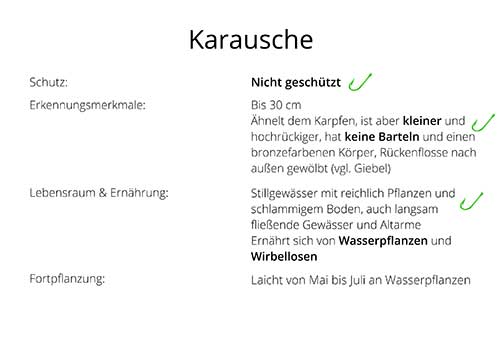 Karausche
Schutz: Nicht geschützt
Erkennungsmerkmale: Bis 30 cm
Ähnelt dem Karpfen, ist aber kleiner und
hochrückiger, hat keine Barteln und einen
bronzefarbenen Körper, Rückenflosse nach
außen gewölbt (vgl. Giebel)
Lebensraum & Ernährung: Stillgewässer mit reichlich Pflanzen und
schlammigem Boden, auch langsam
fließende Gewässer und Altarme
Ernährt sich von Wasserpflanzen und
Wirbellosen
Fortpflanzung: Laicht von Mai bis Juli an Wasserpflanzen